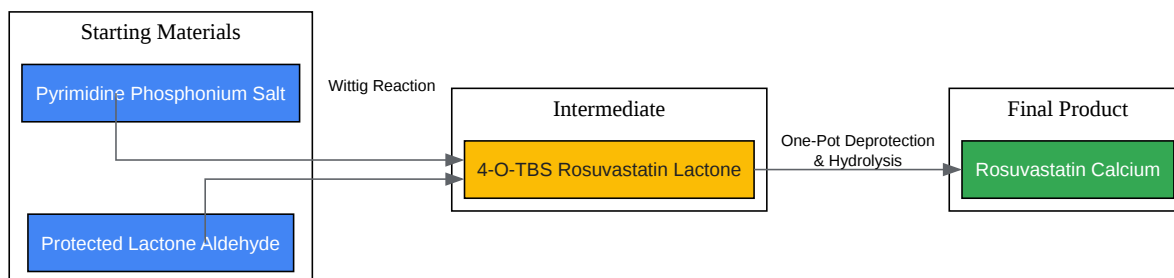 Starting Materials
Pyrimidine Phosphonium Salt
Protected Lactone Aldehyde
Wittig Reaction
Intermediate
4-O-TBS Rosuvastatin Lactone
One-Pot Deprotection
& Hydrolysis
Final Product
Rosuvastatin Calcium